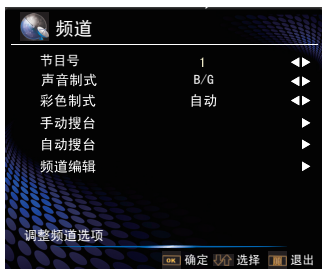 频道
节目号 1
声音制式 B/G
彩色制式 自动
手动搜台
自动搜台
频道编辑
调整频道选项
OK 确定 选择 退出